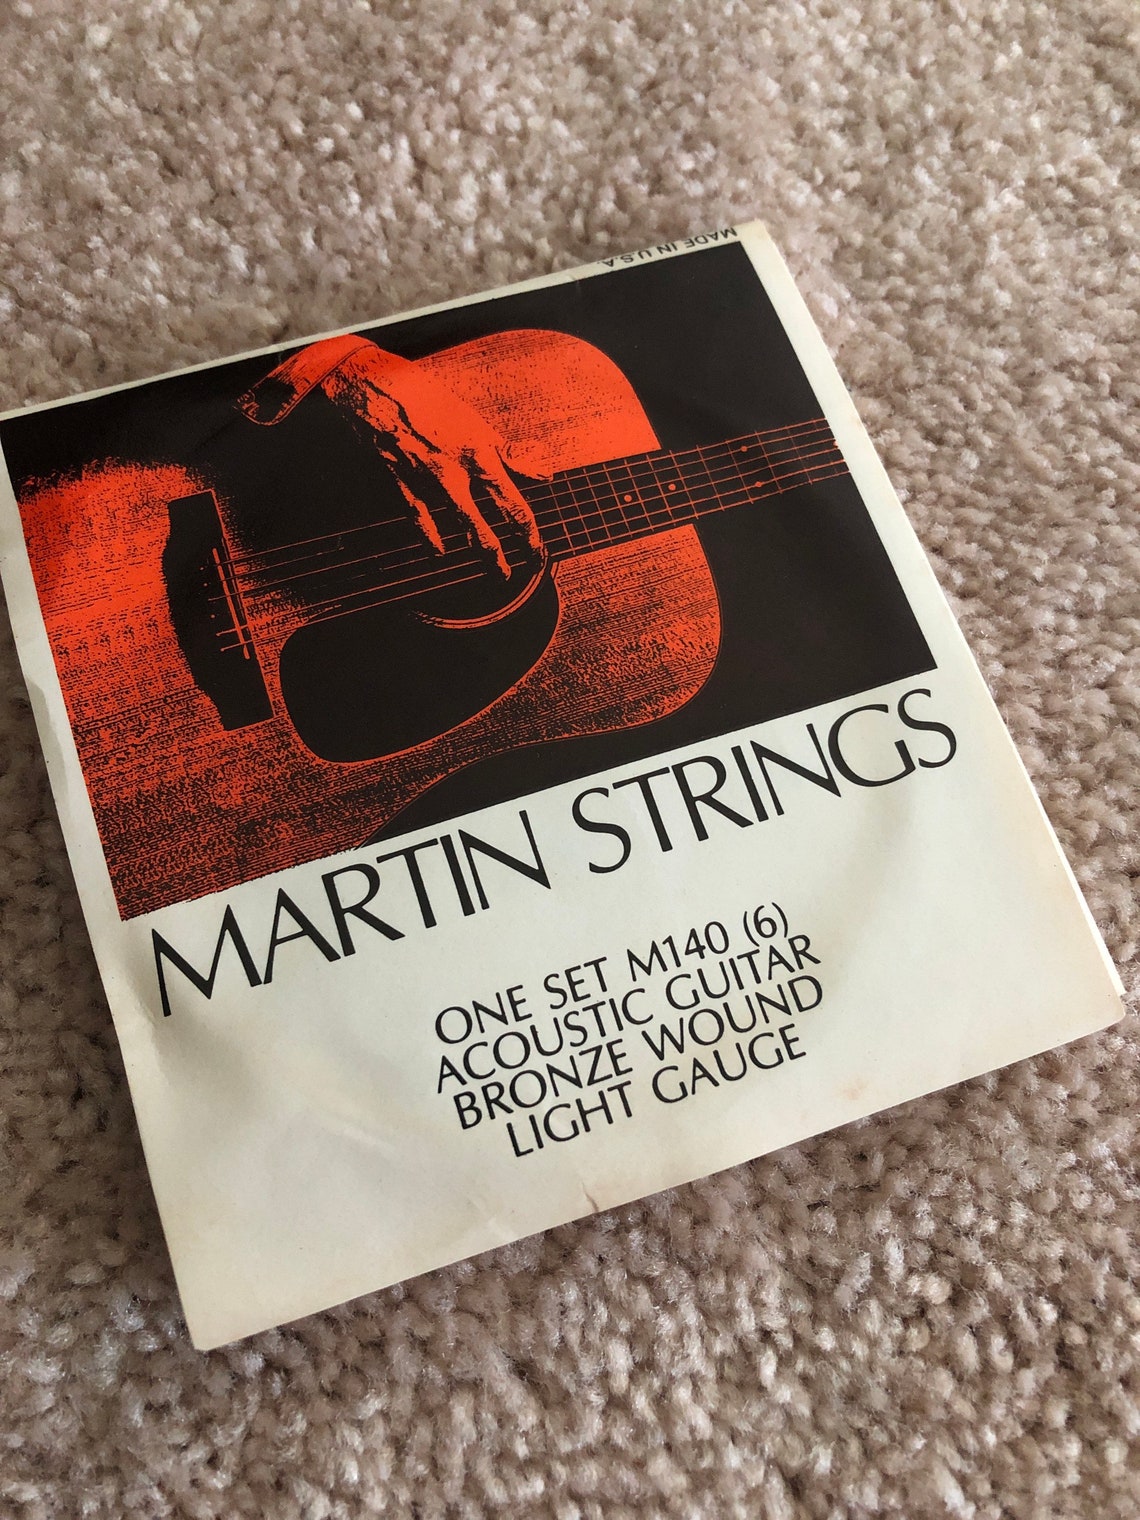 MADE IN U.S.A.
MARTIN STRINGS
ONE SET M140 (6)
ACOUSTIC GUITAR
BRONZE WOUND
LIGHT GAUGE